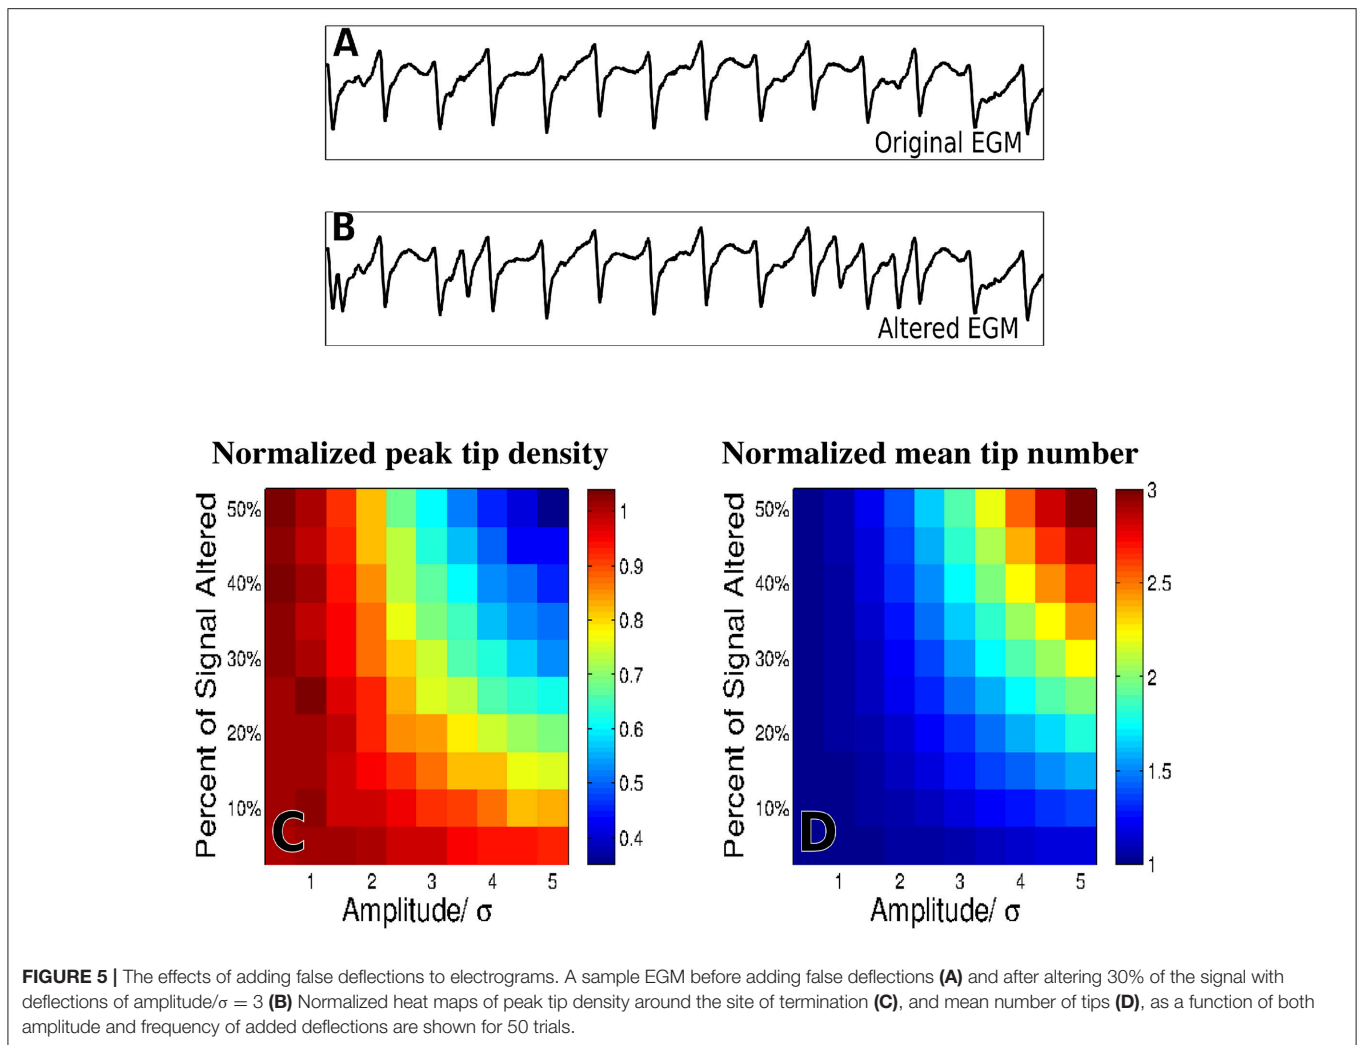 A
Original EGM
B
Altered EGM
Normalized peak tip density
Normalized mean tip number
Percent of Signal Altered
50%
40%
30%
20%
10%
C
1
2
3
4
5
Amplitude/ σ
1
0.9
0.8
0.7
0.6
0.5
0.4
Percent of Signal Altered
50%
40%
30%
20%
10%
D
1
2
3
4
5
Amplitude/ σ
3
2.5
2
1.5
1
FIGURE 5 | The effects of adding false deflections to electrograms. A sample EGM before adding false deflections (A) and after altering 30% of the signal with
deflections of amplitude/σ = 3 (B) Normalized heat maps of peak tip density around the site of termination (C), and mean number of tips (D), as a function of both
amplitude and frequency of added deflections are shown for 50 trials.